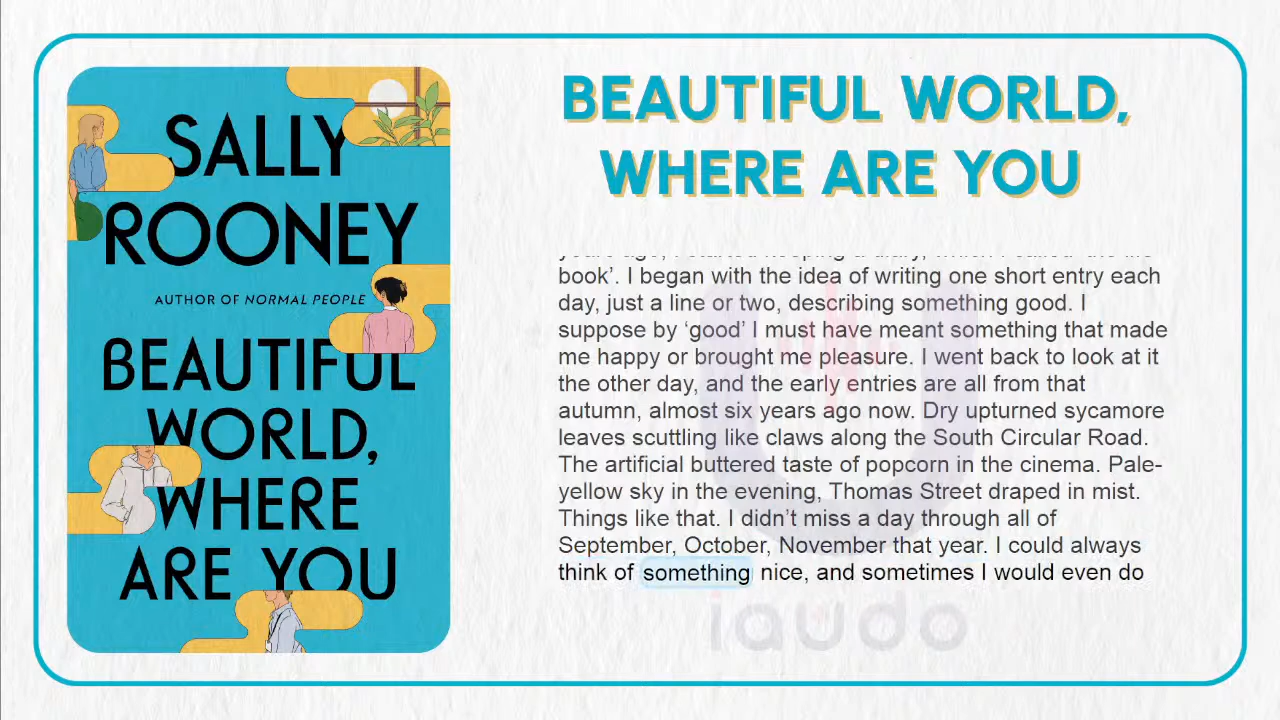 SALLY
ROONEY
AUTHOR OF NORMAL PEOPLE
BEAUTIFUL
WORLD,
WHERE
ARE YOU
BEAUTIFUL WORLD,
WHERE ARE YOU
book’. I began with the idea of writing one short entry each
day, just a line or two, describing something good. I
suppose by ‘good’ I must have meant something that made
me happy or brought me pleasure. I went back to look at it
the other day, and the early entries are all from that
autumn, almost six years ago now. Dry upturned sycamore
leaves scuttling like claws along the South Circular Road.
The artificial buttered taste of popcorn in the cinema. Pale-
yellow sky in the evening, Thomas Street draped in mist.
Things like that. I didn’t miss a day through all of
September, October, November that year. I could always
think of something nice, and sometimes I would even do
iaudo